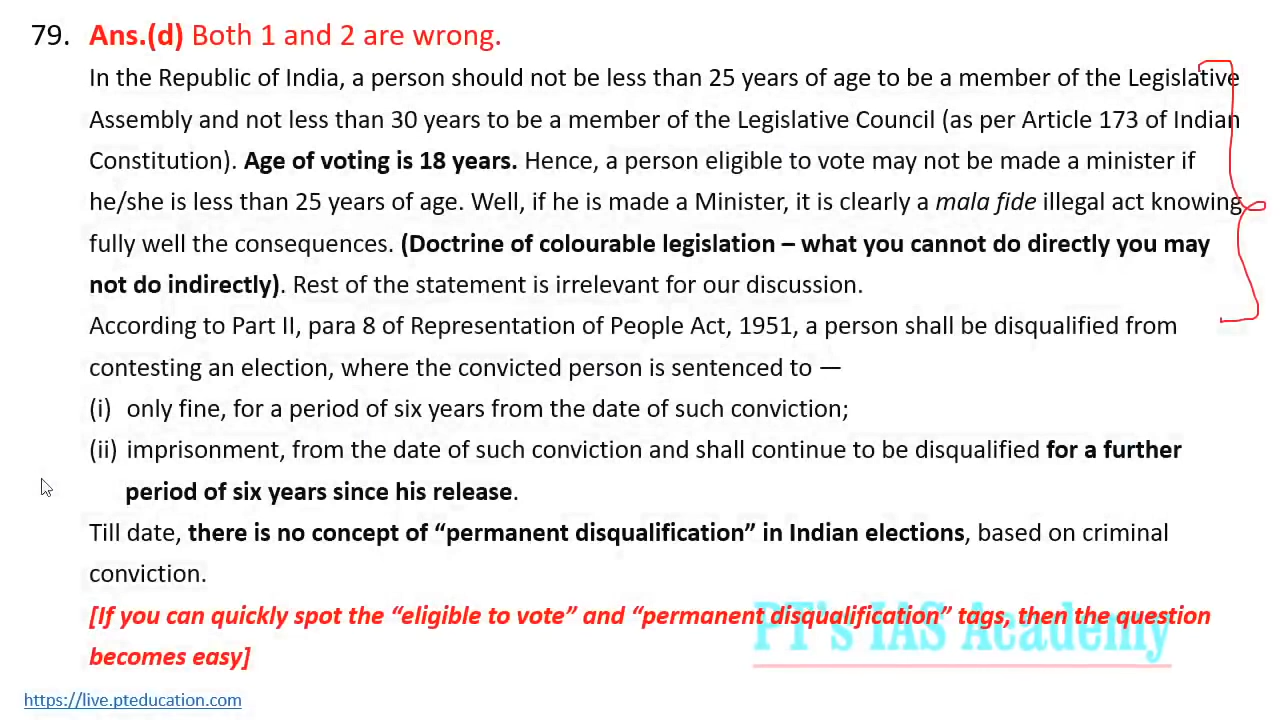 79. Ans.(d) Both 1 and 2 are wrong.
In the Republic of India, a person should not be less than 25 years of age to be a member of the Legislative
Assembly and not less than 30 years to be a member of the Legislative Council (as per Article 173 of Indian
Constitution). Age of voting is 18 years. Hence, a person eligible to vote may not be made a minister if
he/she is less than 25 years of age. Well, if he is made a Minister, it is clearly a mala fide illegal act knowing
fully well the consequences. (Doctrine of colourable legislation – what you cannot do directly you may
not do indirectly). Rest of the statement is irrelevant for our discussion.
According to Part II, para 8 of Representation of People Act, 1951, a person shall be disqualified from
contesting an election, where the convicted person is sentenced to —
(i) only fine, for a period of six years from the date of such conviction;
(ii) imprisonment, from the date of such conviction and shall continue to be disqualified for a further
period of six years since his release.
Till date, there is no concept of “permanent disqualification” in Indian elections, based on criminal
conviction.
[If you can quickly spot the “eligible to vote” and “permanent disqualification” tags, then the question
becomes easy]
PT's IAS Academy
https://live.pteducation.com